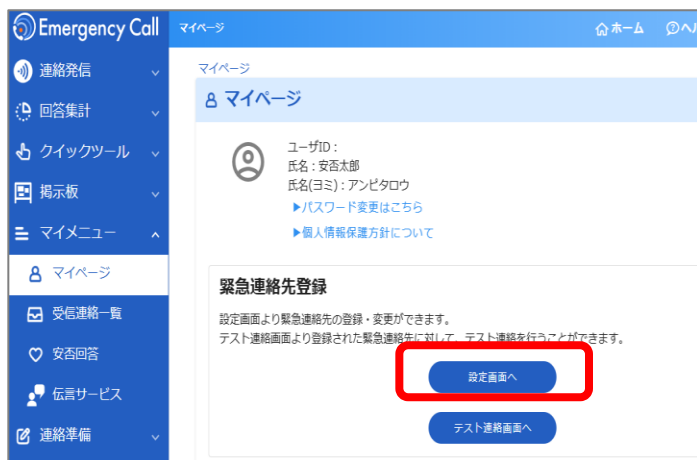 Emergency Call
マイページ
ホーム
連絡発信
回答集計
クイックツール
掲示板
マイメニュー
マイページ
受信連絡一覧
安否回答
伝言サービス
連絡準備
マイページ
マイページ
ユーザID：
氏名：安否太郎
氏名(ヨミ)：アンピタロウ
▶パスワード変更はこちら
▶個人情報保護方針について
緊急連絡先登録
設定画面より緊急連絡先の登録・変更ができます。
テスト連絡画面より登録された緊急連絡先に対して、テスト連絡を行うことができます。
設定画面へ
テスト連絡画面へ